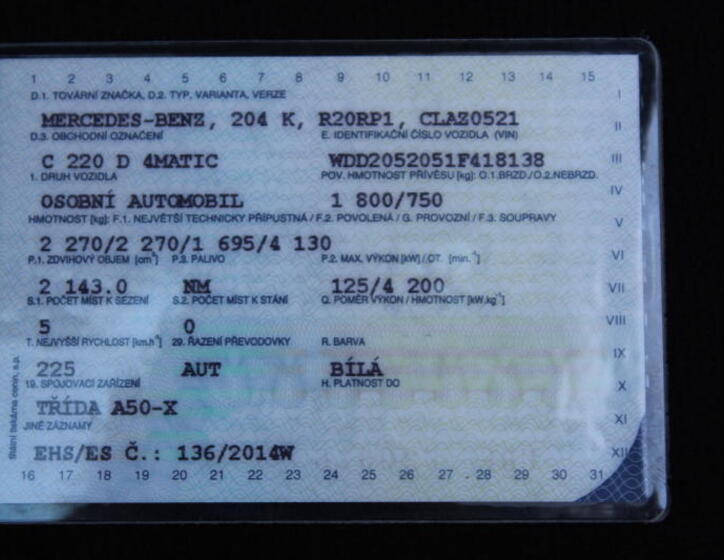 1 2 3 4 5 6 7 8 9 10 11 12 13 14 15
D.1. TOVÁRNÍ ZNAČKA, D.2. TYP, VARIANTA, VERZE I
MERCEDES-BENZ, 204 K, R20RP1, CLAZ0521
D.3. OBCHODNÍ OZNAČENÍ E. IDENTIFIKAČNÍ ČÍSLO VOZIDLA (VIN) II
C 220 D 4MATIC WDD2052051F418138 III
1. DRUH VOZIDLA POV. HMOTNOST PŘÍVĚSU [kg]: O.1.BRZD./O.2.NEBRZD.
OSOBNÍ AUTOMOBIL 1 800/750 IV
HMOTNOST [kg]: F.1. NEJVĚTŠÍ TECHNICKY PŘÍPUSTNÁ / F.2. POVOLENÁ / G. PROVOZNÍ / F.3. SOUPRAVY V
2 270/2 270/1 695/4 130
P.1. ZDVIHOVÝ OBJEM [cm³] P.3. PALIVO P.2. MAX. VÝKON [kW] / OT. [min.⁻¹] VI
2 143.0 NM 125/4 200 VII
S.1. POČET MÍST K SEZENÍ S.2. POČET MÍST K STÁNÍ Q. POMĚR VÝKON / HMOTNOST [kW.kg⁻¹]
5 0 VIII
T. NEJVYŠŠÍ RYCHLOST [km.h⁻¹] 29. ŘAZENÍ PŘEVODOVKY R. BARVA
225 AUT BÍLÁ IX
19. SPOJOVACÍ ZAŘÍZENÍ H. PLATNOST DO X
TŘÍDA A50-X
JINÉ ZÁZNAMY XI
EHS/ES Č.: 136/2014W XII
16 17 18 19 20 21 22 23 24 25 26 27 28 29 30 31
Státní tiskárna cenin, s.p.